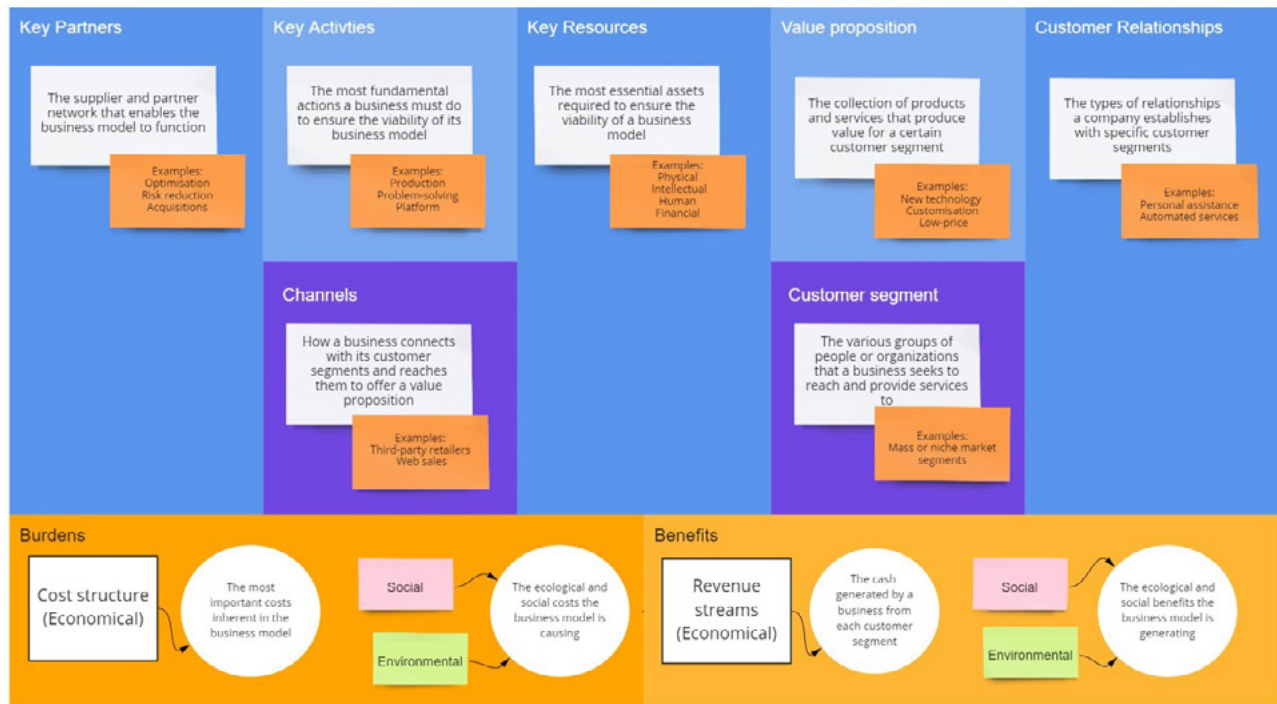 Key Partners
The supplier and partner
network that enables the
business model to function
Examples:
Optimisation
Risk reduction
Acquisitions
Key Activties
The most fundamental
actions a business must do
to ensure the viability of its
business model
Examples:
Production
Problem-solving
Platform
Key Resources
The most essential assets
required to ensure the
viability of a business
model
Examples:
Physical
Intellectual
Human
Financial
Value proposition
The collection of products
and services that produce
value for a certain
customer segment
Examples:
New technology
Customisation
Low-price
Customer Relationships
The types of relationships
a company establishes
with specific customer
segments
Examples:
Personal assistance
Automated services
Channels
How a business connects
with its customer
segments and reaches
them to offer a value
proposition
Examples:
Third-party retailers
Web sales
Customer segment
The various groups of
people or organizations
that a business seeks to
reach and provide services
to
Examples:
Mass or niche market
segments
Burdens
Cost structure
(Economical)
The most
important costs
inherent in the
business model
Social
Environmental
The ecological and
social costs the
business model is
causing
Benefits
Revenue
streams
(Economical)
The cash
generated by a
business from
each customer
segment
Social
Environmental
The ecological and
social benefits the
business model is
generating